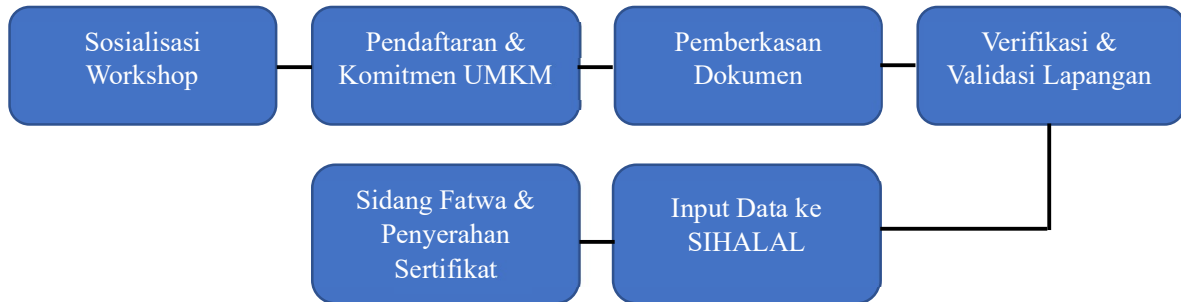 Sosialisasi
Workshop
Pendaftaran &
Komitmen UMKM
Pemberkasan
Dokumen
Verifikasi &
Validasi Lapangan
Sidang Fatwa &
Penyerahan
Sertifikat
Input Data ke
SIHALAL